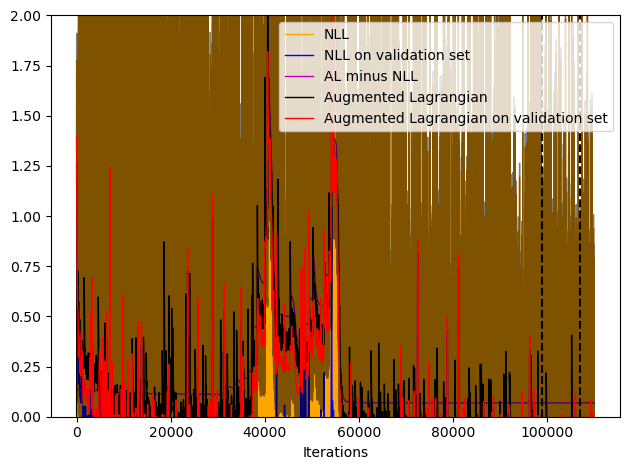 2.00
1.75
1.50
1.25
1.00
0.75
0.50
0.25
0.00
NLL
NLL on validation set
AL minus NLL
Augmented Lagrangian
Augmented Lagrangian on validation set
0 20000 40000 60000 80000 100000
Iterations